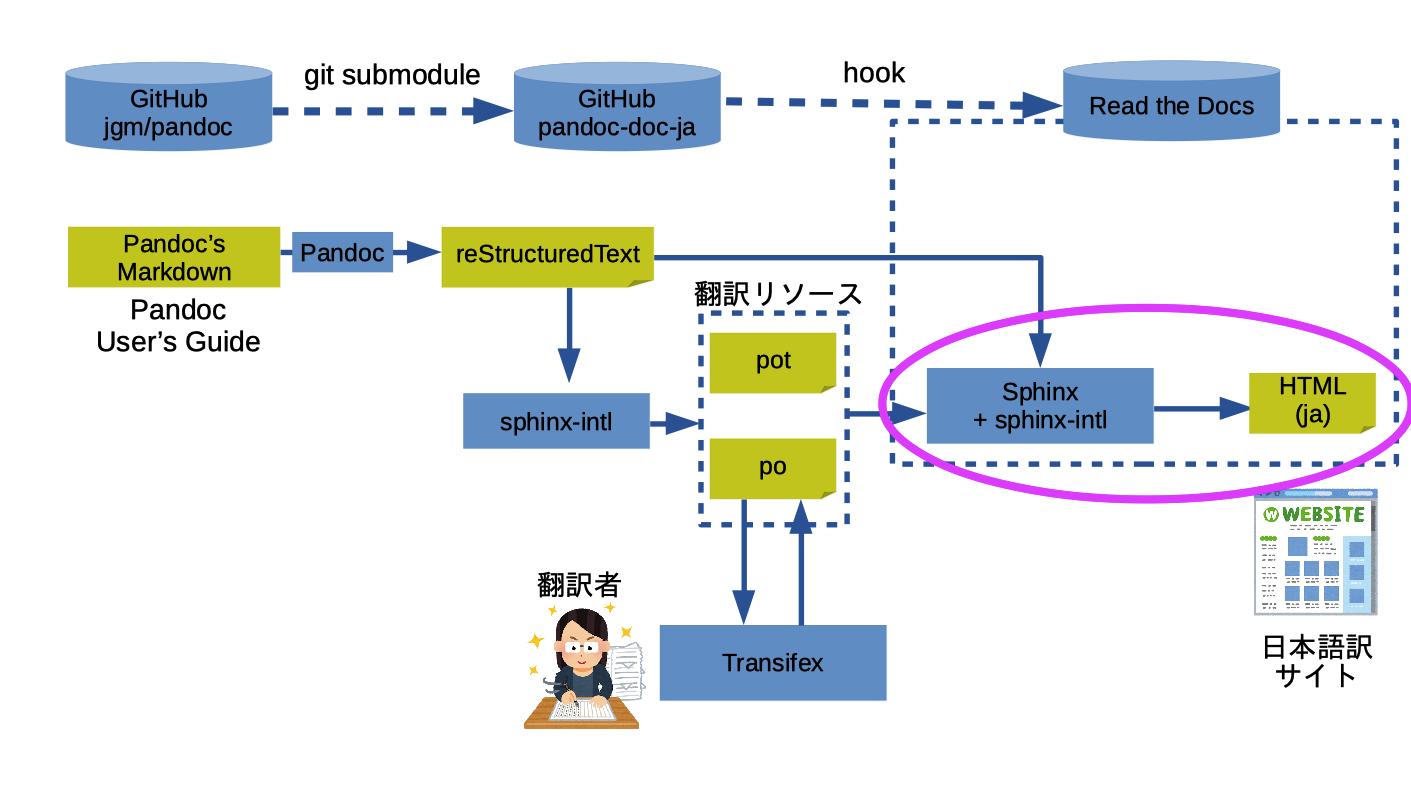 git submodule
hook
GitHub
jgm/pandoc
GitHub
pandoc-doc-ja
Read the Docs
Pandoc's
Markdown
Pandoc
reStructuredText
Pandoc
User's Guide
翻訳リソース
pot
po
sphinx-intl
Sphinx
+ sphinx-intl
HTML
(ja)
W WEBSITE
翻訳者
Transifex
日本語訳
サイト